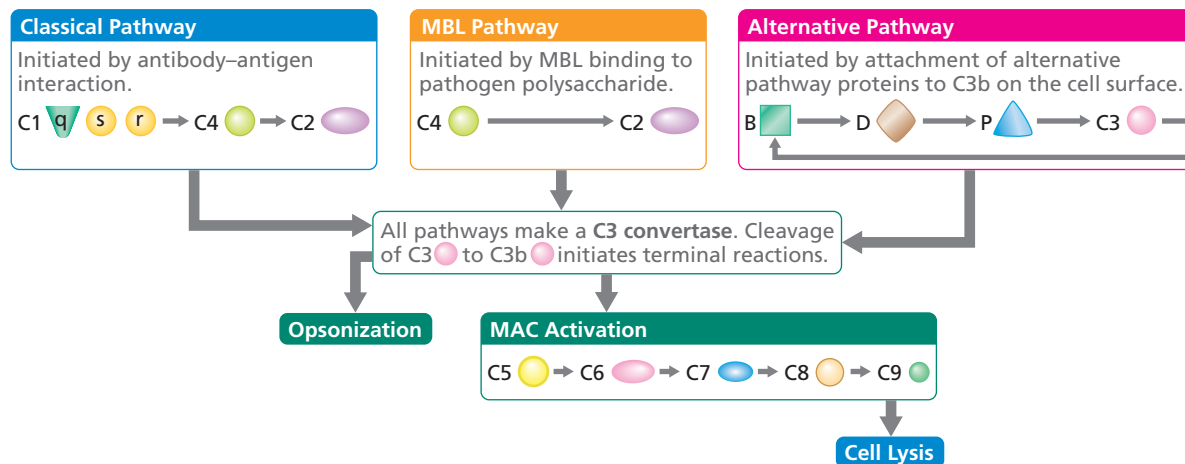 Classical Pathway
Initiated by antibody–antigen
interaction.
C1 q s r C4 C2
MBL Pathway
Initiated by MBL binding to
pathogen polysaccharide.
C4 C2
Alternative Pathway
Initiated by attachment of alternative
pathway proteins to C3b on the cell surface.
B D P C3
All pathways make a C3 convertase. Cleavage
of C3 to C3b initiates terminal reactions.
Opsonization
MAC Activation
C5 C6 C7 C8 C9
Cell Lysis